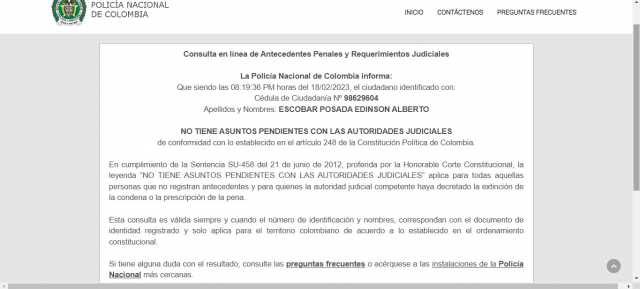 POLICÍA NACIONAL
DE COLOMBIA
INICIO CONTÁCTENOS PREGUNTAS FRECUENTES
Consulta en línea de Antecedentes Penales y Requerimientos Judiciales
La Policía Nacional de Colombia informa:
Que siendo las 08:19:36 PM horas del 18/02/2023, el ciudadano identificado con:
Cédula de Ciudadanía Nº 98629604
Apellidos y Nombres: ESCOBAR POSADA EDINSON ALBERTO
NO TIENE ASUNTOS PENDIENTES CON LAS AUTORIDADES JUDICIALES
de conformidad con lo establecido en el artículo 248 de la Constitución Política de Colombia.
En cumplimiento de la Sentencia SU-458 del 21 de junio de 2012, proferida por la Honorable Corte Constitucional, la
leyenda "NO TIENE ASUNTOS PENDIENTES CON LAS AUTORIDADES JUDICIALES" aplica para todas aquellas
personas que no registran antecedentes y para quienes la autoridad judicial competente haya decretado la extinción de
la condena o la prescripción de la pena.
Esta consulta es válida siempre y cuando el número de identificación y nombres, correspondan con el documento de
identidad registrado y solo aplica para el territorio colombiano de acuerdo a lo establecido en el ordenamiento
constitucional.
Si tiene alguna duda con el resultado, consulte las preguntas frecuentes o acérquese a las instalaciones de la Policía
Nacional más cercanas.